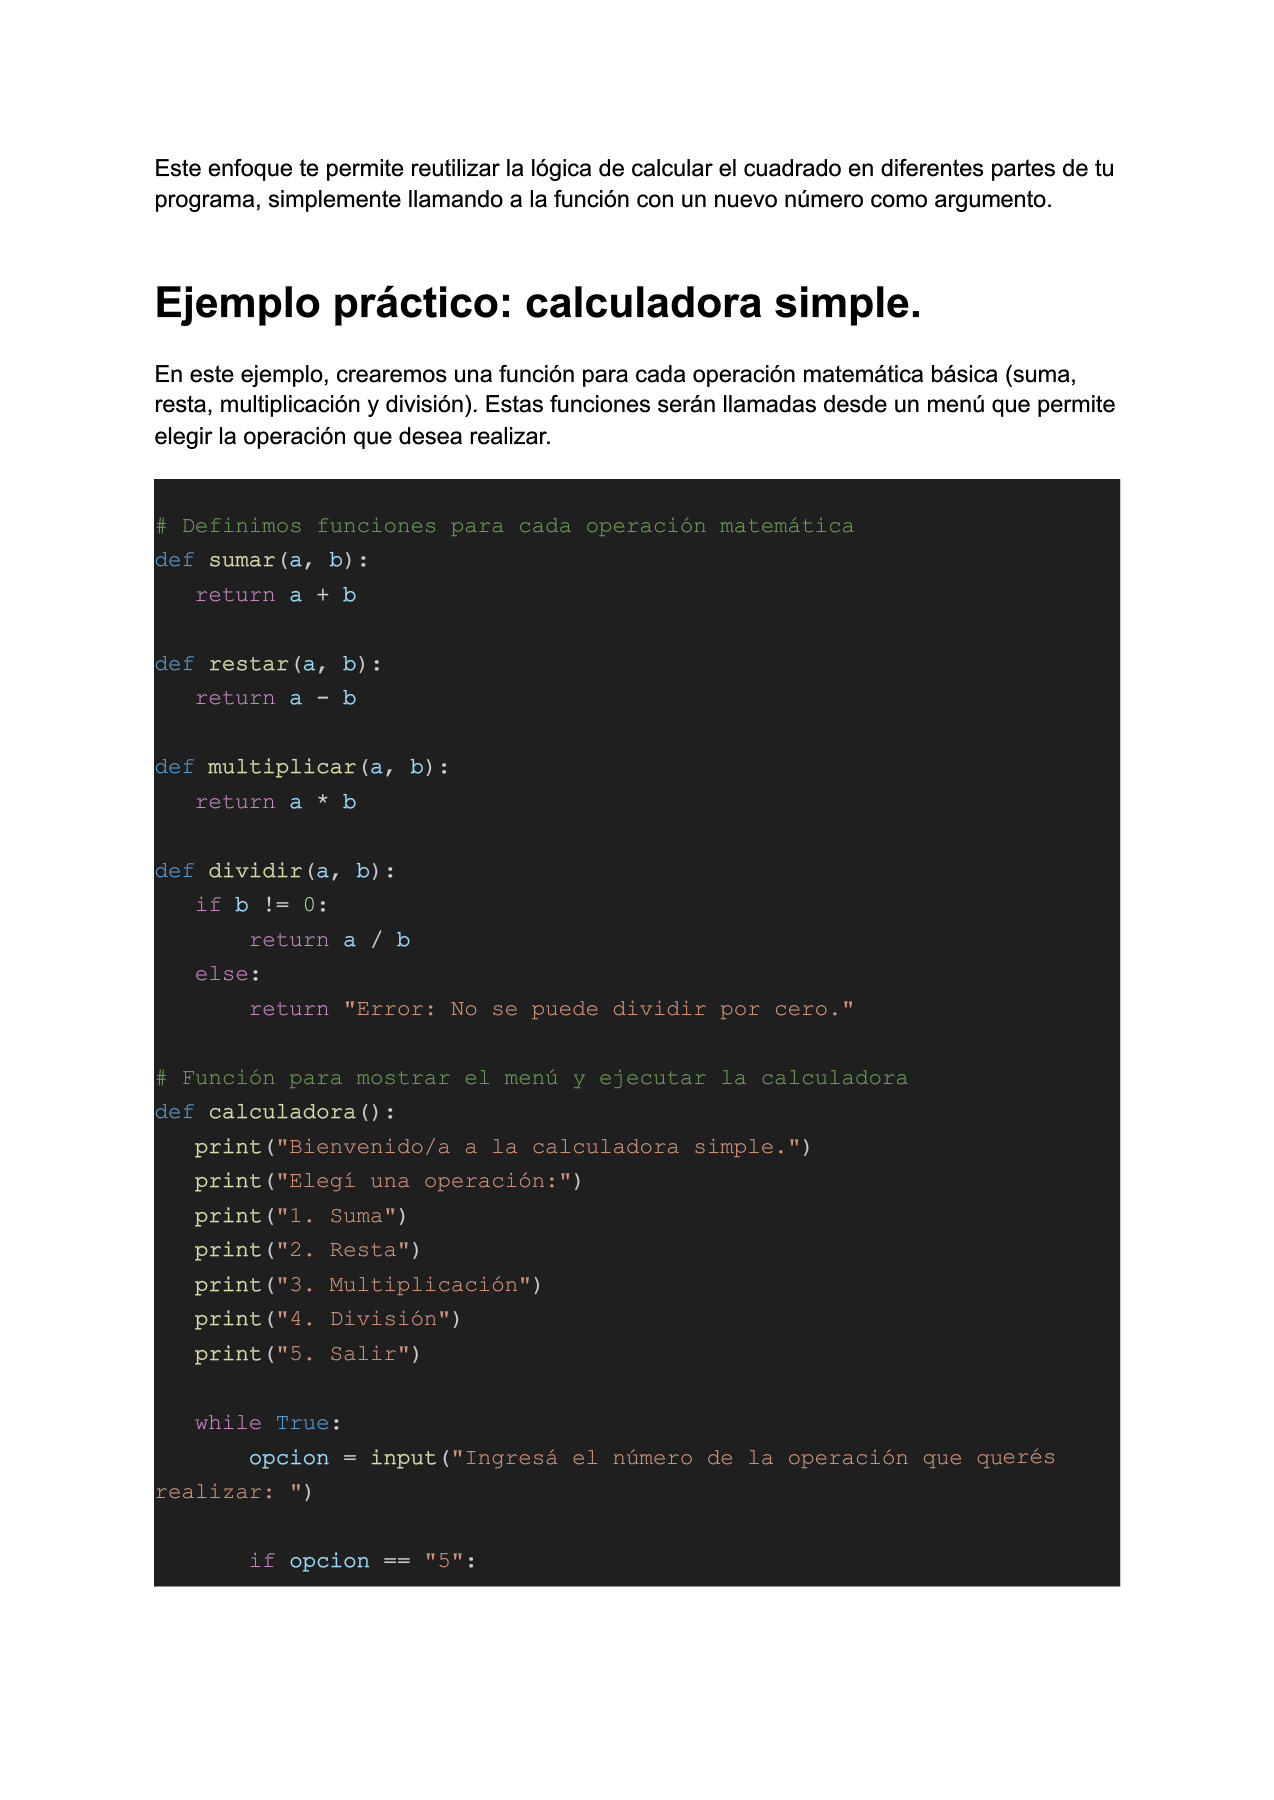 Este enfoque te permite reutilizar la lógica de calcular el cuadrado en diferentes partes de tu
programa, simplemente llamando a la función con un nuevo número como argumento.
Ejemplo práctico: calculadora simple.
En este ejemplo, crearemos una función para cada operación matemática básica (suma,
resta, multiplicación y división). Estas funciones serán llamadas desde un menú que permite
elegir la operación que desea realizar.
# Definimos funciones para cada operación matemática
def sumar(a, b):
   return a + b
def restar(a, b):
   return a - b
def multiplicar(a, b):
   return a * b
def dividir(a, b):
   if b != 0:
       return a / b
   else:
       return "Error: No se puede dividir por cero."
# Función para mostrar el menú y ejecutar la calculadora
def calculadora():
   print("Bienvenido/a a la calculadora simple.")
   print("Elegí una operación:")
   print("1. Suma")
   print("2. Resta")
   print("3. Multiplicación")
   print("4. División")
   print("5. Salir")
   while True:
       opcion = input("Ingresá el número de la operación que querés
realizar: ")
       if opcion == "5":